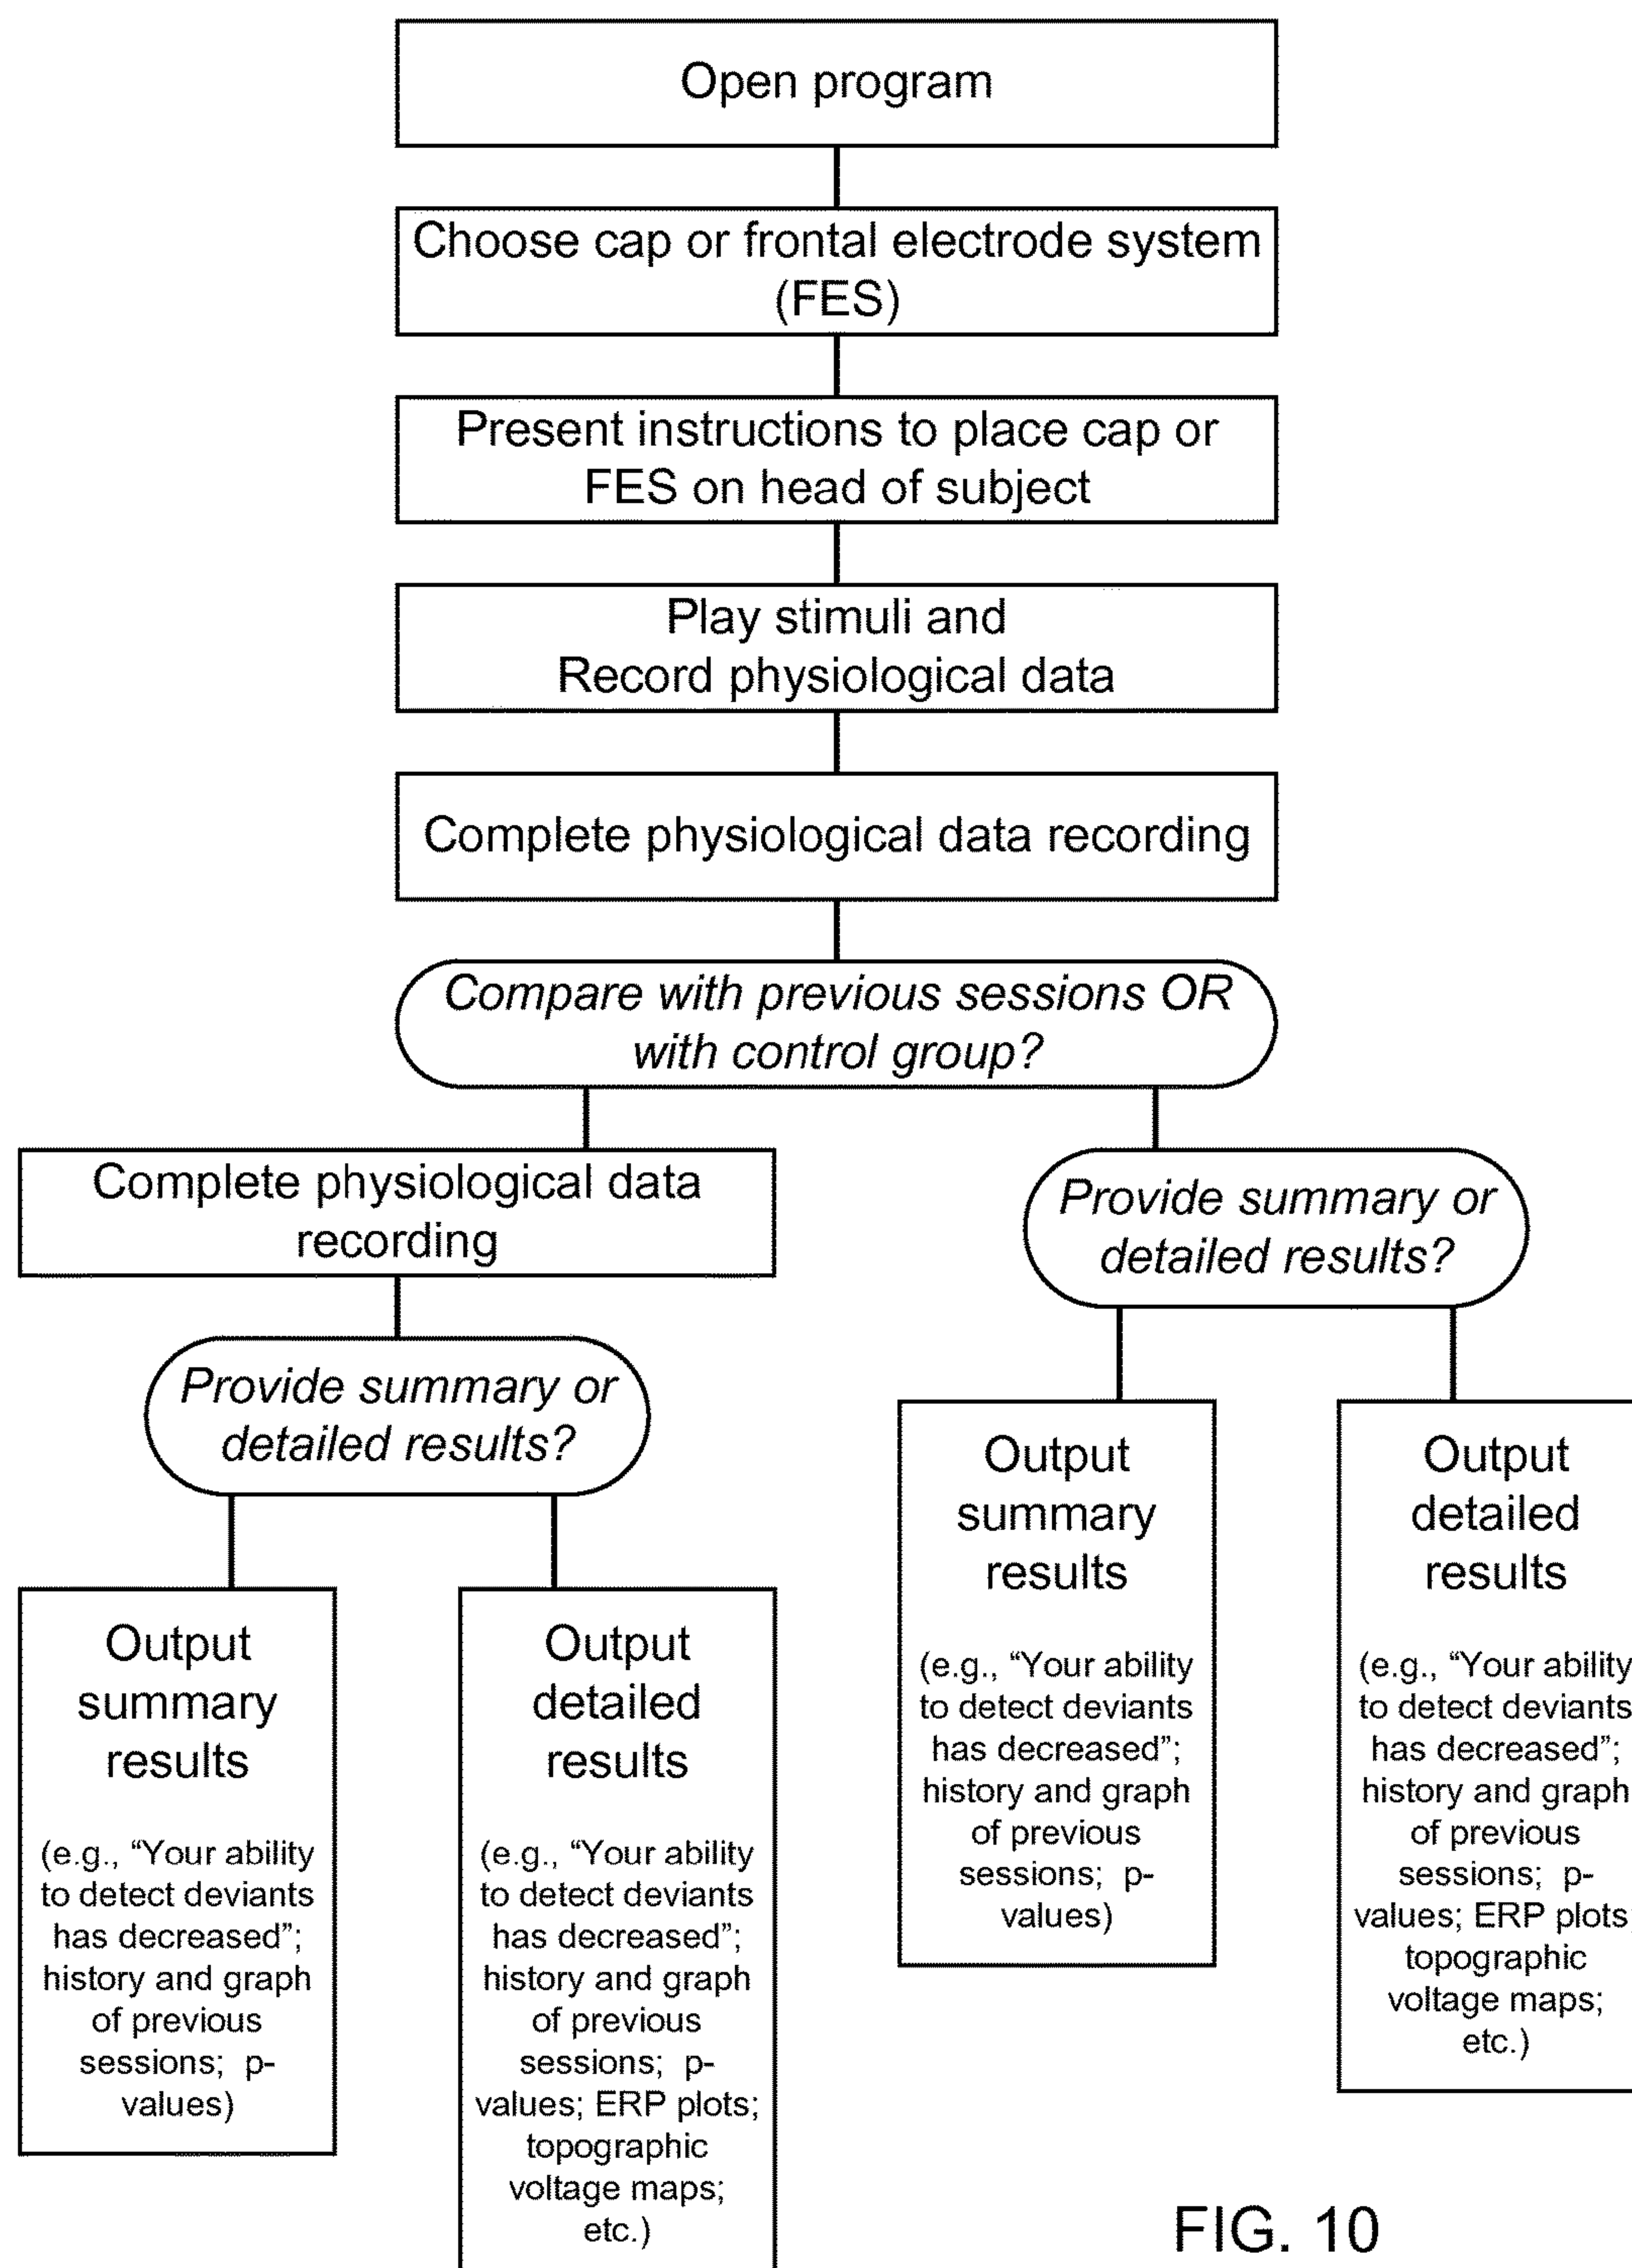 Open program
Choose cap or frontal electrode system
(FES)
Present instructions to place cap or
FES on head of subject
Play stimuli and
Record physiological data
Complete physiological data recording
Compare with previous sessions OR
with control group?
Complete physiological data
recording
Provide summary or
detailed results?
Output
summary
results
(e.g., “Your ability
to detect deviants
has decreased”;
history and graph
of previous
sessions;  p-
values)
Output
detailed
results
(e.g., “Your ability
to detect deviants
has decreased”;
history and graph
of previous
sessions;  p-
values; ERP plots;
topographic
voltage maps;
etc.)
Provide summary or
detailed results?
Output
summary
results
(e.g., “Your ability
to detect deviants
has decreased”;
history and graph
of previous
sessions;  p-
values)
Output
detailed
results
(e.g., “Your ability
to detect deviants
has decreased”;
history and graph
of previous
sessions;  p-
values; ERP plots;
topographic
voltage maps;
etc.)
FIG. 10